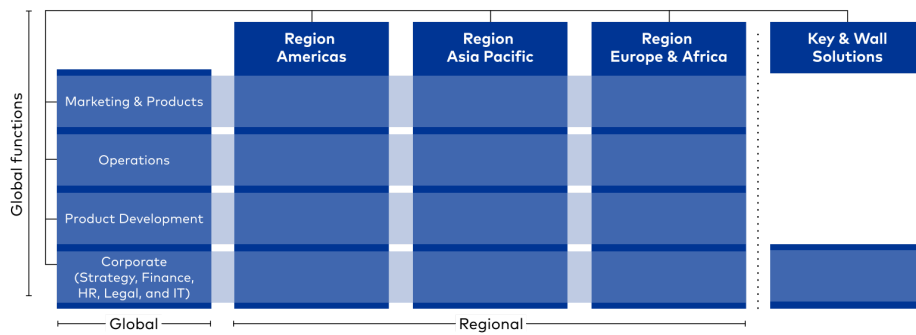 Region
Americas
Region
Asia Pacific
Region
Europe & Africa
Key & Wall
Solutions
Global functions
Marketing & Products
Operations
Product Development
Corporate
(Strategy, Finance,
HR, Legal, and IT)
Global
Regional